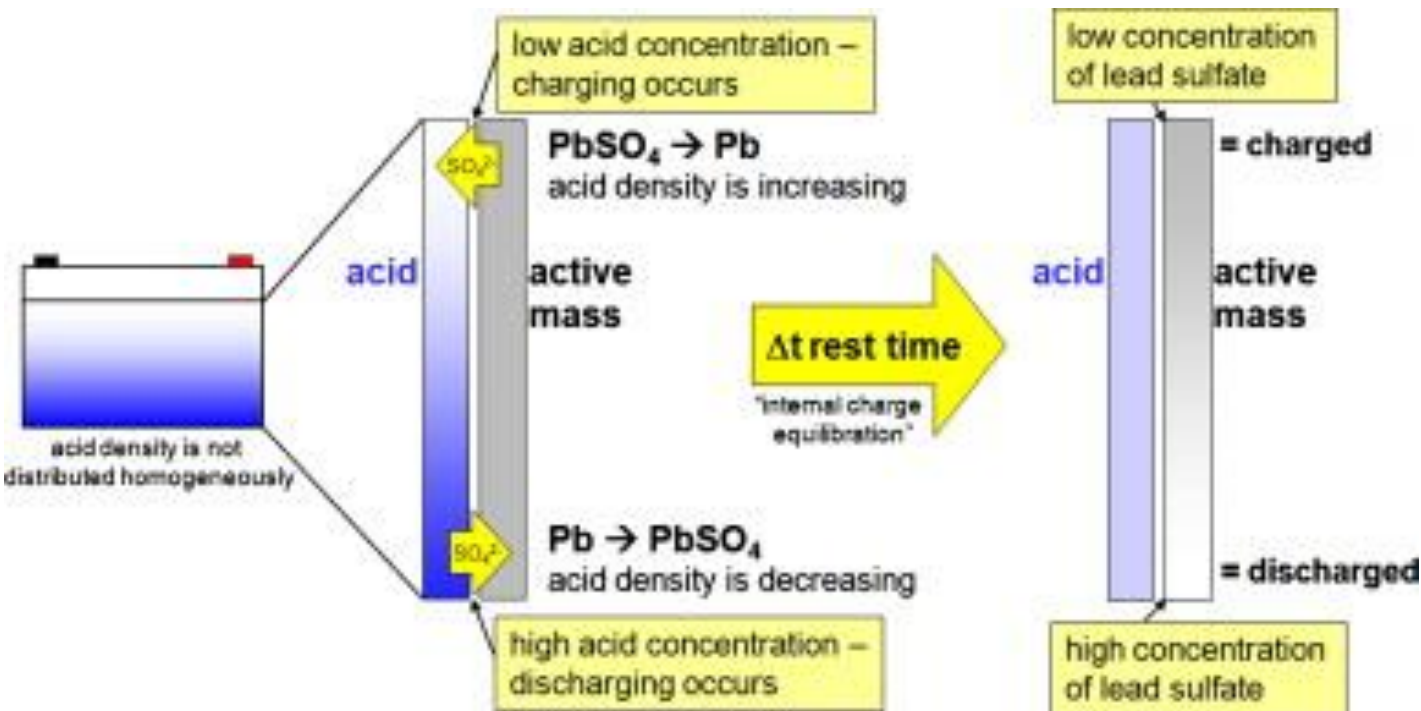 low acid concentration –
charging occurs
PbSO₄ → Pb
acid density is increasing
SO₄²⁻
acid
active
mass
acid density is not
distributed homogeneously
SO₄²⁻
Pb → PbSO₄
acid density is decreasing
high acid concentration –
discharging occurs
Δt rest time
"internal charge
equilibration"
low concentration
of lead sulfate
= charged
acid
active
mass
= discharged
high concentration
of lead sulfate